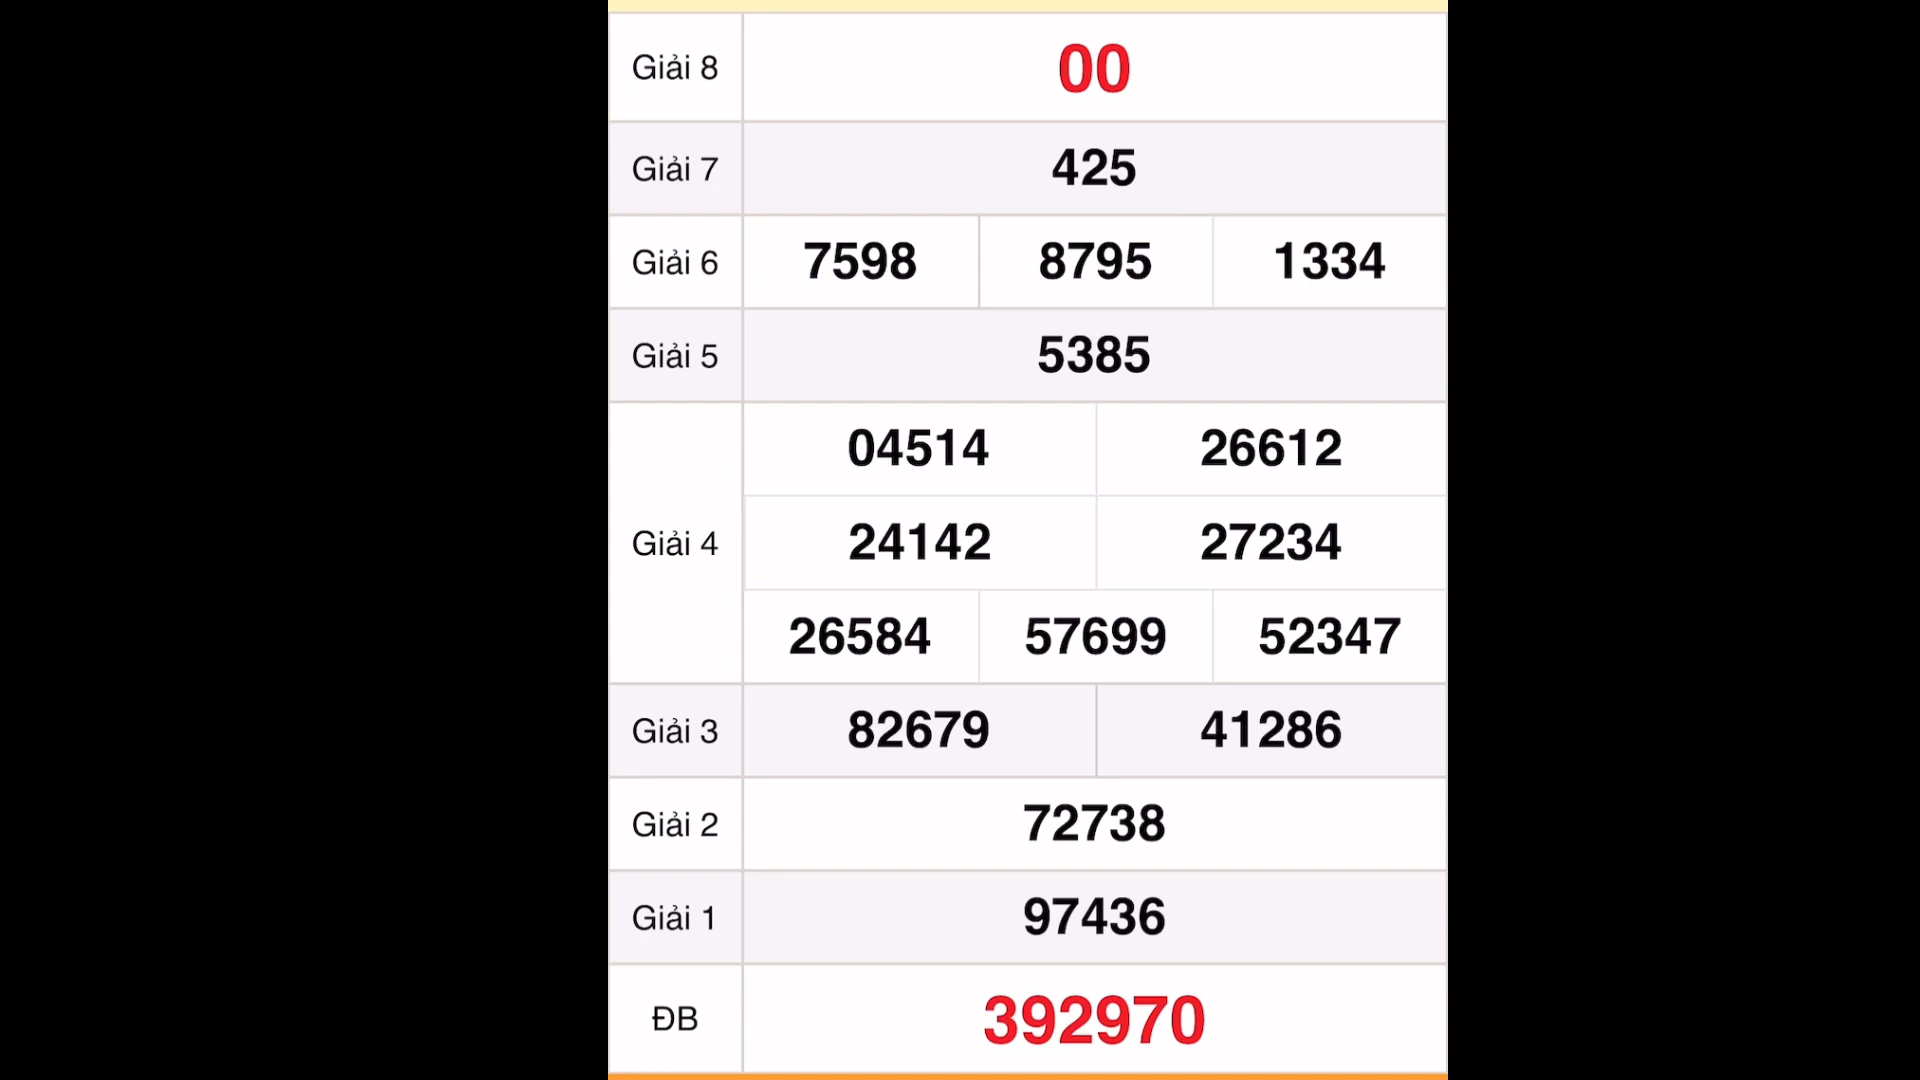 Giải 8 00
Giải 7 425
Giải 6 7598 8795 1334
Giải 5 5385
04514 26612
Giải 4 24142 27234
26584 57699 52347
Giải 3 82679 41286
Giải 2 72738
Giải 1 97436
ĐB 392970